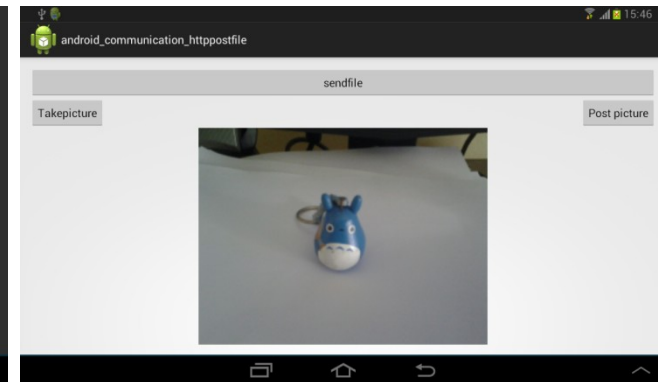 15:46
android_communication_httppostfile
sendfile
Takepicture
Post picture